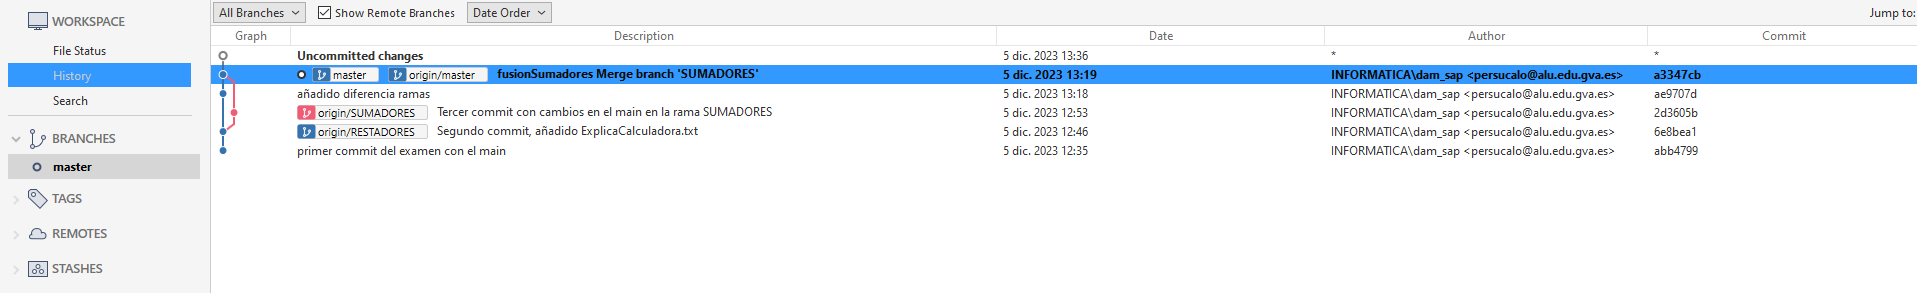 All Branches Show Remote Branches Date Order Jump to:
WORKSPACE
File Status
History
Search
BRANCHES
master
TAGS
REMOTES
STASHES
Graph Description Date Author Commit
Uncommitted changes 5 dic. 2023 13:36 * *
master origin/master fusionSumadores Merge branch 'SUMADORES' 5 dic. 2023 13:19 INFORMATICA\dam_sap <persucalo@alu.edu.gva.es> a3347cb
añadido diferencia ramas 5 dic. 2023 13:18 INFORMATICA\dam_sap <persucalo@alu.edu.gva.es> ae9707d
origin/SUMADORES Tercer commit con cambios en el main en la rama SUMADORES 5 dic. 2023 12:53 INFORMATICA\dam_sap <persucalo@alu.edu.gva.es> 2d3605b
origin/RESTADORES Segundo commit, añadido ExplicaCalculadora.txt 5 dic. 2023 12:46 INFORMATICA\dam_sap <persucalo@alu.edu.gva.es> 6e8bea1
primer commit del examen con el main 5 dic. 2023 12:35 INFORMATICA\dam_sap <persucalo@alu.edu.gva.es> abb4799